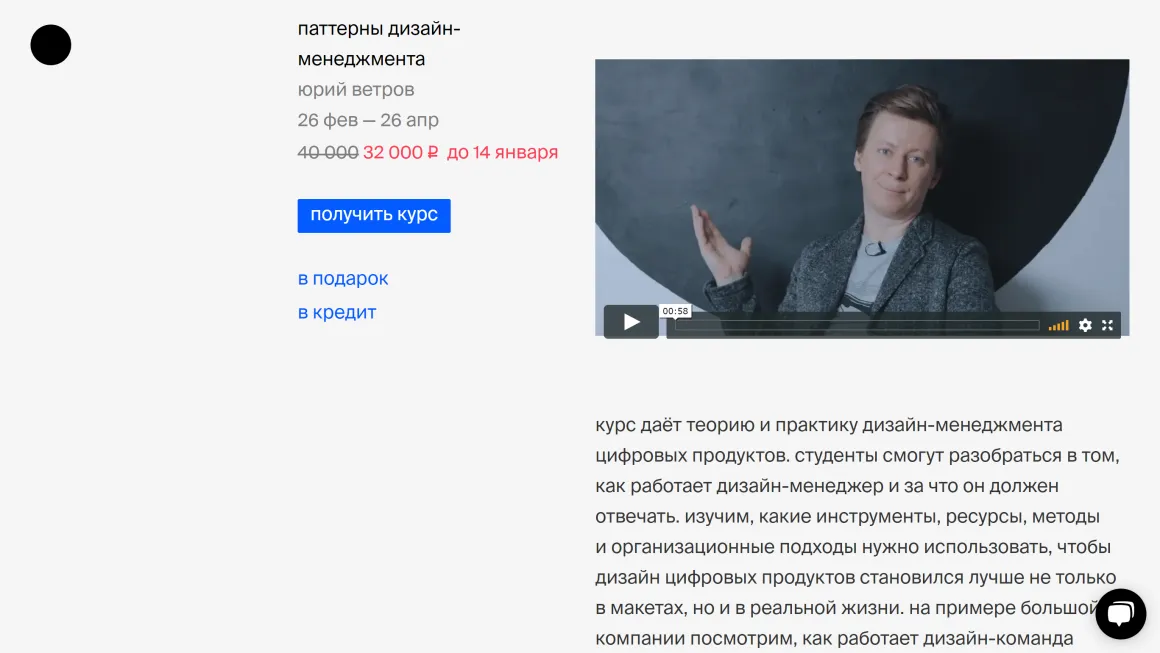 паттерны дизайн-
менеджмента
юрий ветров
26 фев — 26 апр
40 000 32 000 ₽ до 14 января
получить курс
в подарок
в кредит
00:58
курс даёт теорию и практику дизайн-менеджмента
цифровых продуктов. студенты смогут разобраться в том,
как работает дизайн-менеджер и за что он должен
отвечать. изучим, какие инструменты, ресурсы, методы
и организационные подходы нужно использовать, чтобы
дизайн цифровых продуктов становился лучше не только
в макетах, но и в реальной жизни. на примере большой
компании посмотрим, как работает дизайн-команда